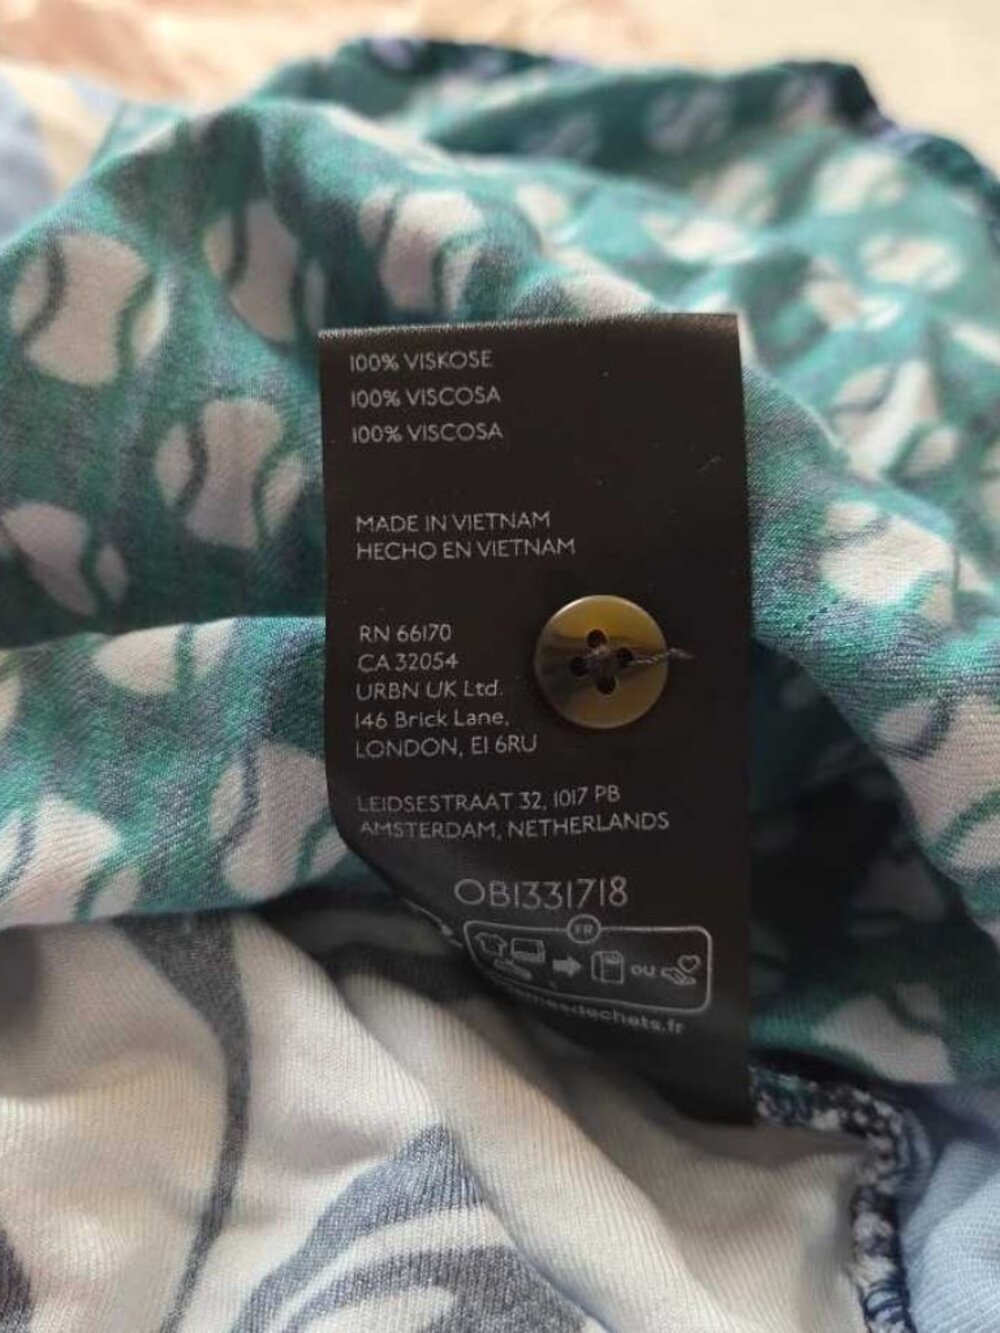 100% VISKOSE
100% VISCOSA
100% VISCOSA
MADE IN VIETNAM
HECHO EN VIETNAM
RN 66170
CA 32054
URBN UK Ltd.
146 Brick Lane,
LONDON, E1 6RU
LEIDSESTRAAT 32, 1017 PB
AMSTERDAM, NETHERLANDS
OB1331718
FR
OU